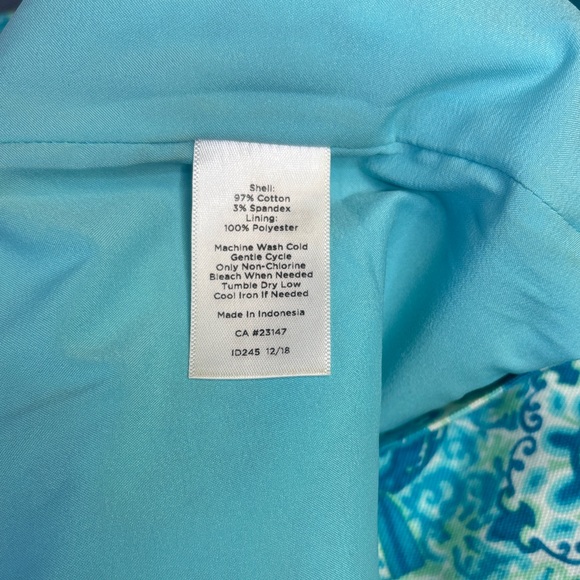 Shell:
97% Cotton
3% Spandex
Lining:
100% Polyester
Machine Wash Cold
Gentle Cycle
Only Non-Chlorine
Bleach When Needed
Tumble Dry Low
Cool Iron If Needed
Made In Indonesia
CA #23147
ID245 12/18